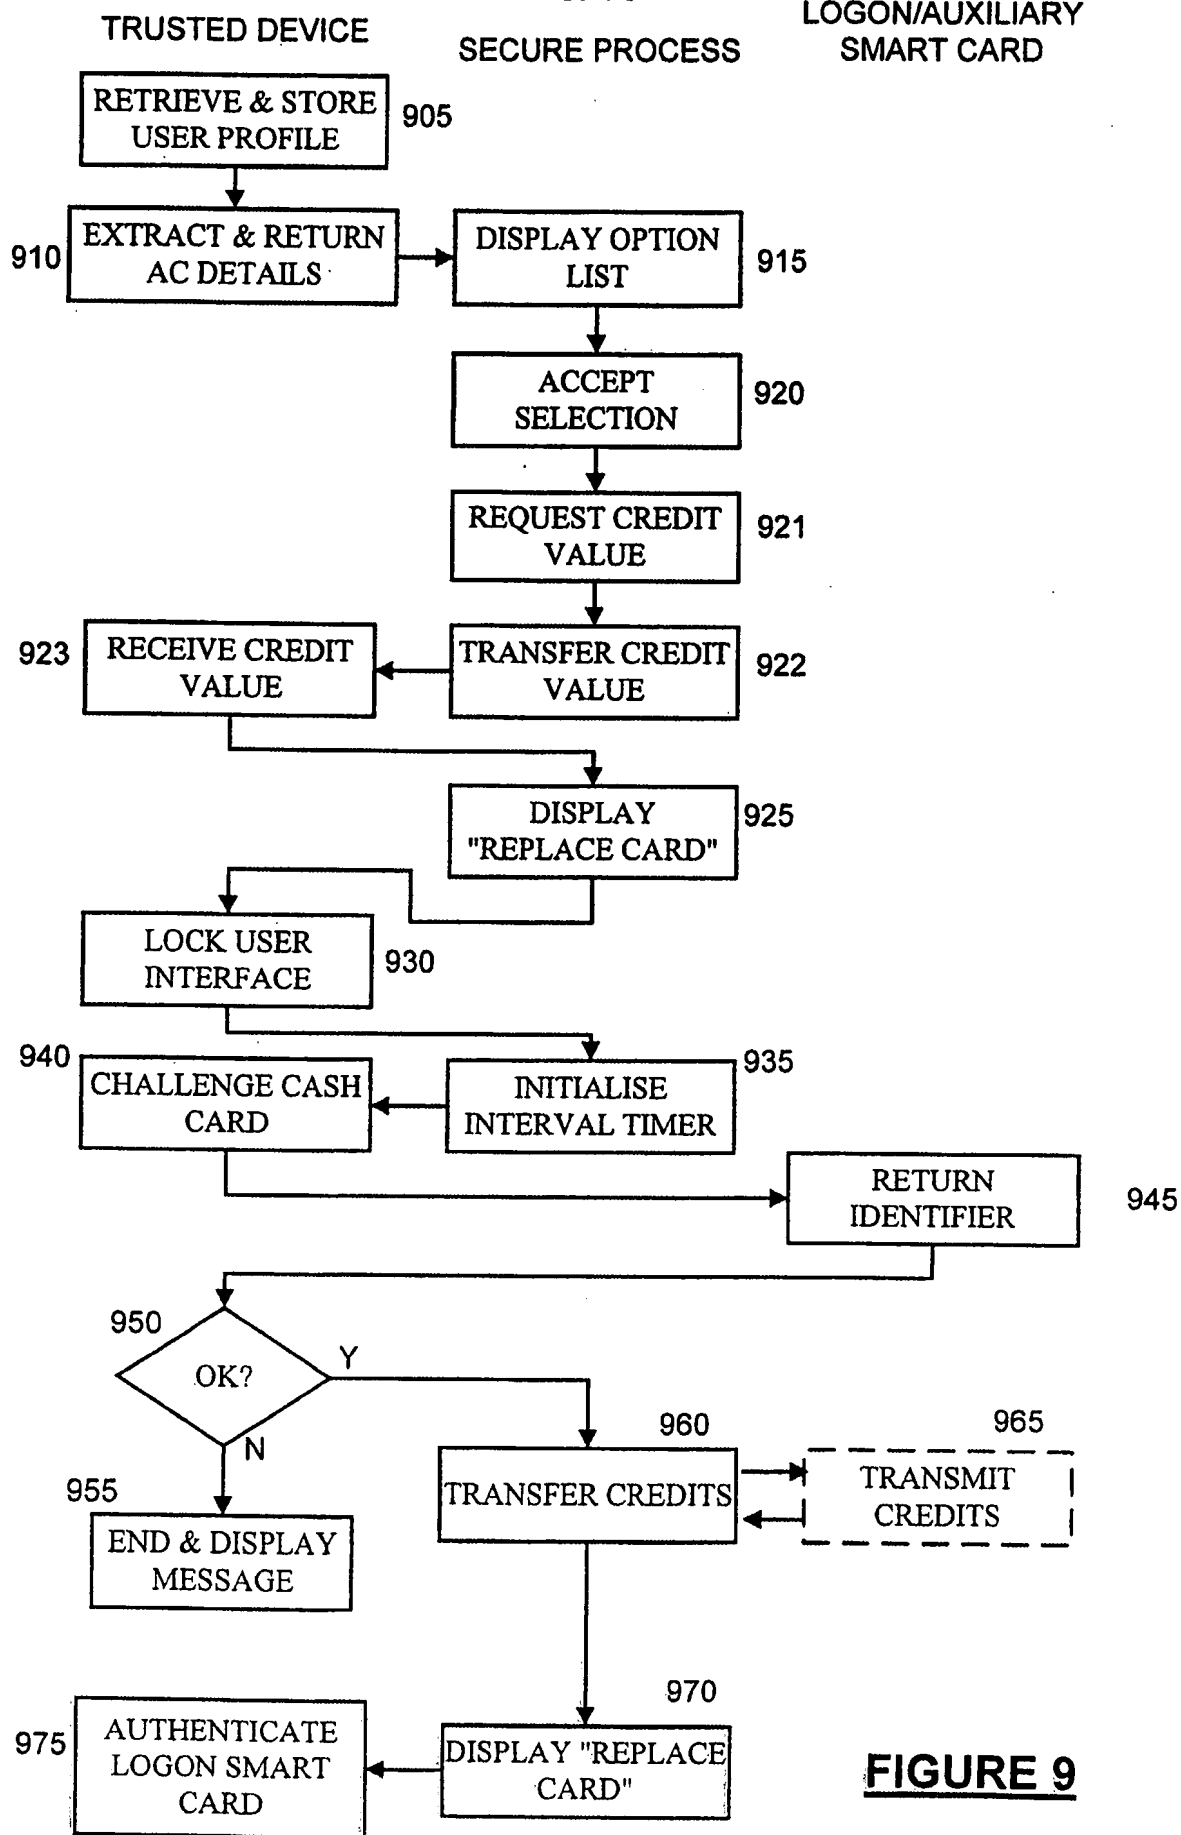 TRUSTED DEVICE
SECURE PROCESS
LOGON/AUXILIARY
SMART CARD
RETRIEVE & STORE
USER PROFILE
905
910
EXTRACT & RETURN
AC DETAILS
DISPLAY OPTION
LIST
915
ACCEPT
SELECTION
920
REQUEST CREDIT
VALUE
921
923
RECEIVE CREDIT
VALUE
TRANSFER CREDIT
VALUE
922
DISPLAY
"REPLACE CARD"
925
LOCK USER
INTERFACE
930
940
CHALLENGE CASH
CARD
INITIALISE
INTERVAL TIMER
935
RETURN
IDENTIFIER
945
950
OK?
Y
N
955
END & DISPLAY
MESSAGE
960
TRANSFER CREDITS
965
TRANSMIT
CREDITS
970
DISPLAY "REPLACE
CARD"
975
AUTHENTICATE
LOGON SMART
CARD
FIGURE 9